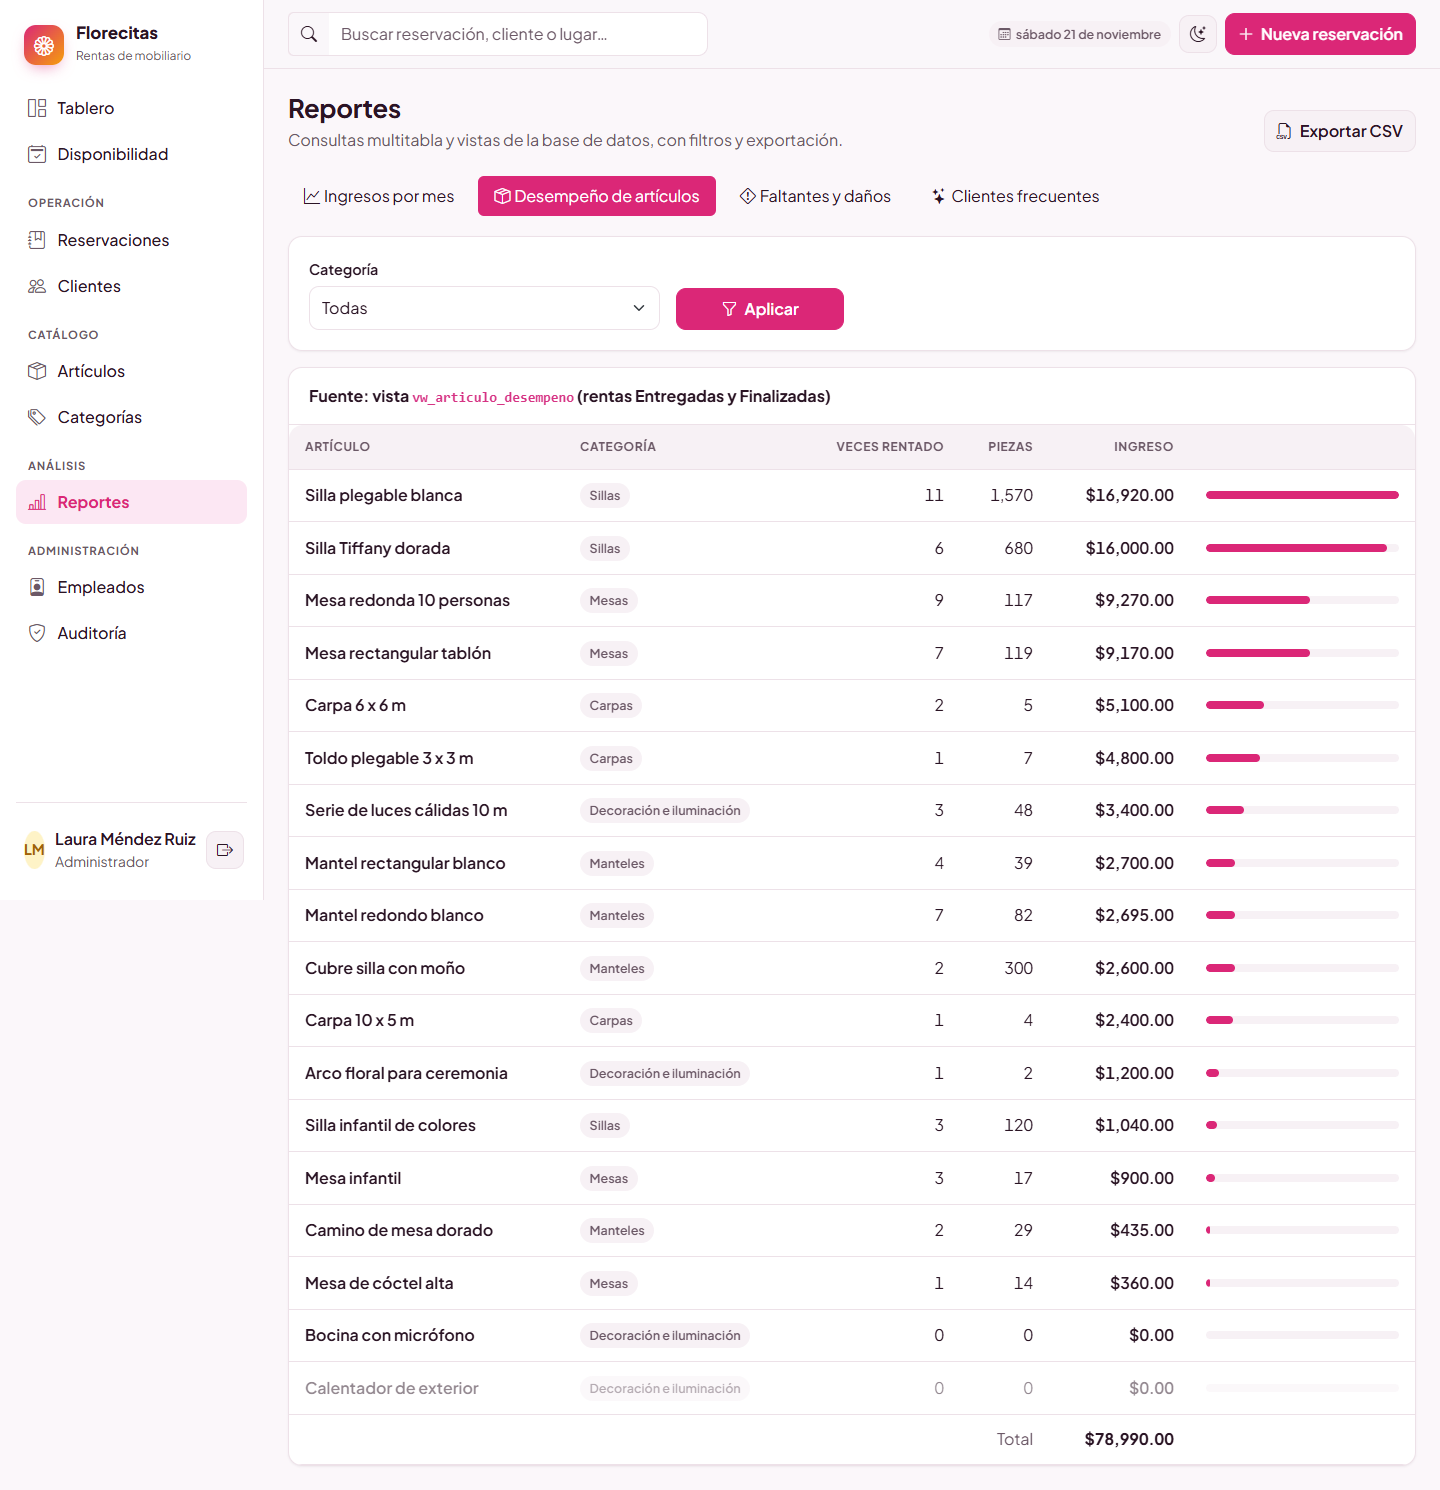 Florecitas
Rentas de mobiliario
Tablero
Disponibilidad
OPERACIÓN
Reservaciones
Clientes
CATÁLOGO
Artículos
Categorías
ANÁLISIS
Reportes
ADMINISTRACIÓN
Empleados
Auditoría
LM
Laura Méndez Ruiz
Administrador
Buscar reservación, cliente o lugar...
sábado 21 de noviembre
Nueva reservación
Reportes
Consultas multitabla y vistas de la base de datos, con filtros y exportación.
CSV Exportar CSV
Ingresos por mes Desempeño de artículos Faltantes y daños Clientes frecuentes
Categoría
Todas
Aplicar
Fuente: vista vw_articulo_desempeno (rentas Entregadas y Finalizadas)
ARTÍCULO CATEGORÍA VECES RENTADO PIEZAS INGRESO
Silla plegable blanca Sillas 11 1,570 $16,920.00
Silla Tiffany dorada Sillas 6 680 $16,000.00
Mesa redonda 10 personas Mesas 9 117 $9,270.00
Mesa rectangular tablón Mesas 7 119 $9,170.00
Carpa 6 x 6 m Carpas 2 5 $5,100.00
Toldo plegable 3 x 3 m Carpas 1 7 $4,800.00
Serie de luces cálidas 10 m Decoración e iluminación 3 48 $3,400.00
Mantel rectangular blanco Manteles 4 39 $2,700.00
Mantel redondo blanco Manteles 7 82 $2,695.00
Cubre silla con moño Manteles 2 300 $2,600.00
Carpa 10 x 5 m Carpas 1 4 $2,400.00
Arco floral para ceremonia Decoración e iluminación 1 2 $1,200.00
Silla infantil de colores Sillas 3 120 $1,040.00
Mesa infantil Mesas 3 17 $900.00
Camino de mesa dorado Manteles 2 29 $435.00
Mesa de cóctel alta Mesas 1 14 $360.00
Bocina con micrófono Decoración e iluminación 0 0 $0.00
Calentador de exterior Decoración e iluminación 0 0 $0.00
Total $78,990.00